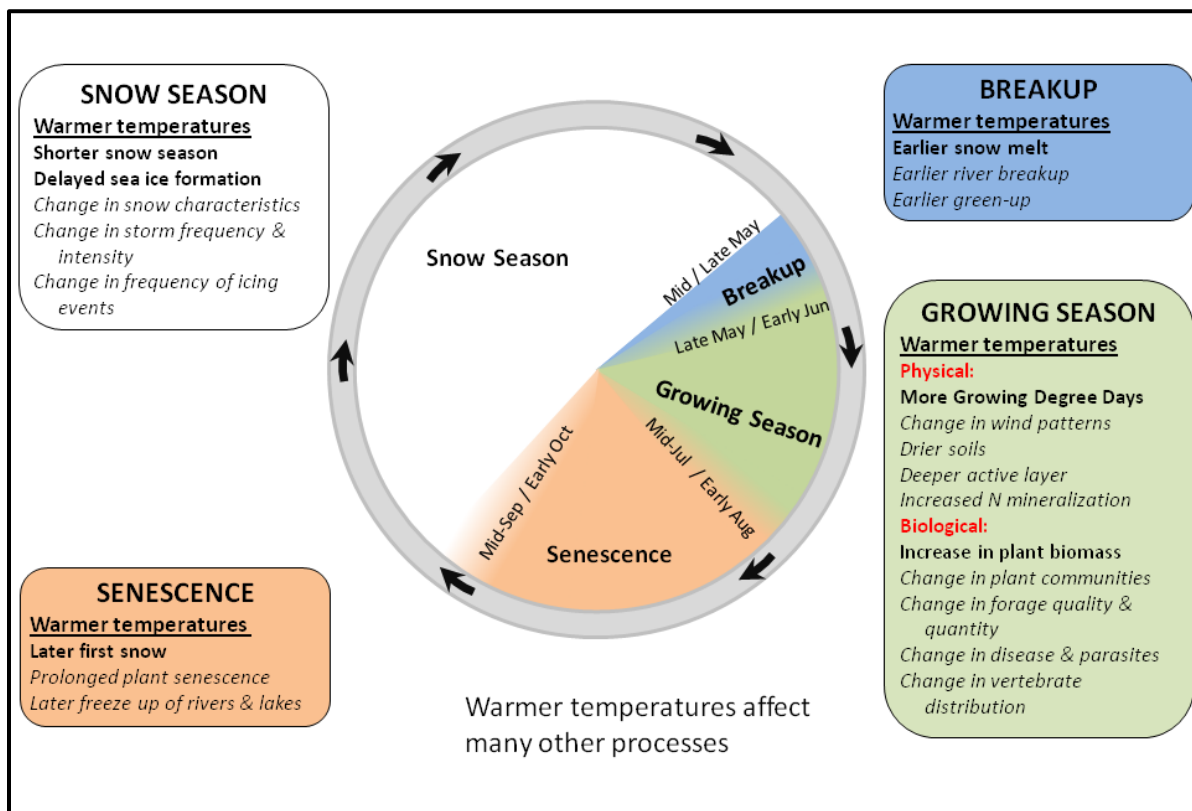 SNOW SEASON
Warmer temperatures
Shorter snow season
Delayed sea ice formation
Change in snow characteristics
Change in storm frequency &
intensity
Change in frequency of icing
events
BREAKUP
Warmer temperatures
Earlier snow melt
Earlier river breakup
Earlier green-up
Snow Season
Mid / Late May
Breakup
Late May / Early Jun
Growing Season
Mid-Jul / Early Aug
Senescence
Mid-Sep / Early Oct
GROWING SEASON
Warmer temperatures
Physical:
More Growing Degree Days
Change in wind patterns
Drier soils
Deeper active layer
Increased N mineralization
Biological:
Increase in plant biomass
Change in plant communities
Change in forage quality &
quantity
Change in disease & parasites
Change in vertebrate
distribution
SENESCENCE
Warmer temperatures
Later first snow
Prolonged plant senescence
Later freeze up of rivers & lakes
Warmer temperatures affect
many other processes